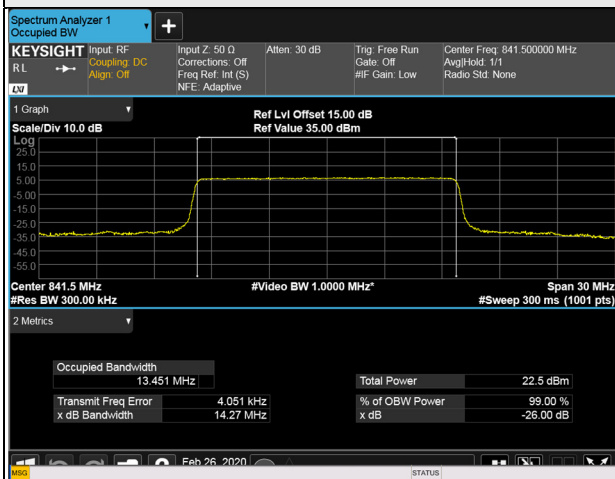 Spectrum Analyzer 1
Occupied BW
KEYSIGHT
RL
LXI
Input: RF
Coupling: DC
Align: Off
Input Z: 50 Ω
Corrections: Off
Freq Ref: Int (S)
NFE: Adaptive
Atten: 30 dB
Trig: Free Run
Gate: Off
#IF Gain: Low
Center Freq: 841.500000 MHz
Avg|Hold: 1/1
Radio Std: None
1 Graph
Scale/Div 10.0 dB
Ref Lvl Offset 15.00 dB
Ref Value 35.00 dBm
Log
25.0
15.0
5.00
-5.00
-15.0
-25.0
-35.0
-45.0
-55.0
Center 841.5 MHz
#Video BW 1.0000 MHz*
Span 30 MHz
#Res BW 300.00 kHz
#Sweep 300 ms (1001 pts)
2 Metrics
Occupied Bandwidth
13.451 MHz
Total Power 22.5 dBm
Transmit Freq Error 4.051 kHz
% of OBW Power 99.00 %
x dB Bandwidth 14.27 MHz
x dB -26.00 dB
Feb 26, 2020
MSG
STATUS